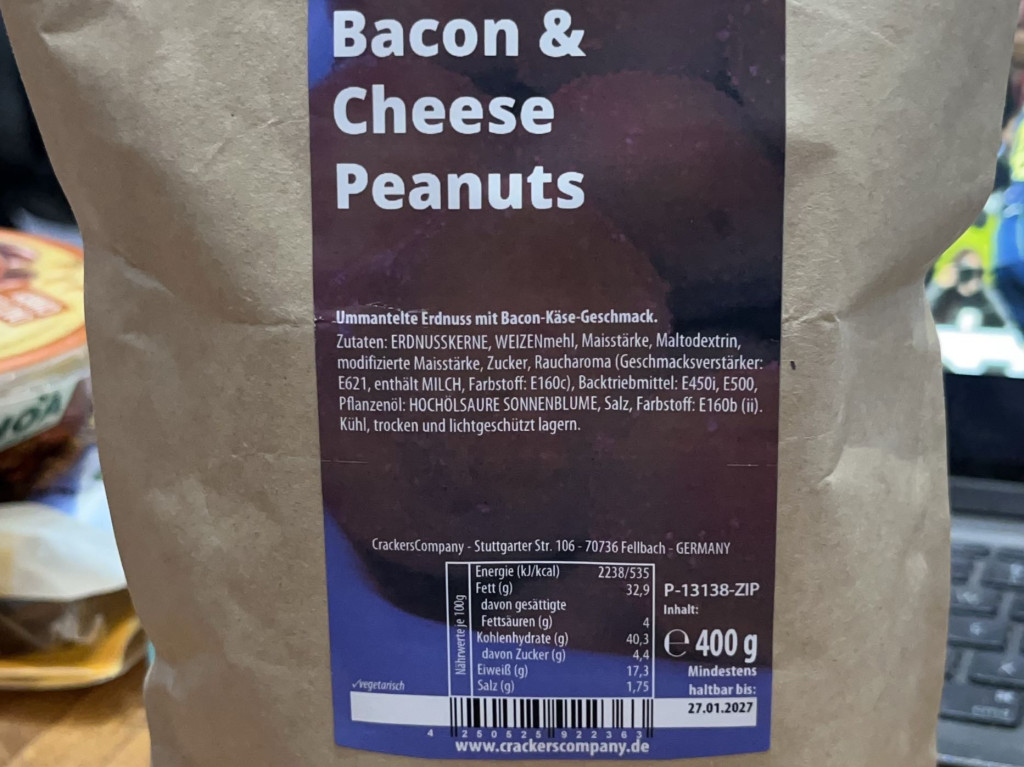 Bacon &
Cheese
Peanuts
Ummantelte Erdnuss mit Bacon-Käse-Geschmack.
Zutaten: ERDNUSSKERNE, WEIZENmehl, Maisstärke, Maltodextrin,
modifizierte Maisstärke, Zucker, Raucharoma (Geschmacksverstärker:
E621, enthält MILCH, Farbstoff: E160c), Backtriebmittel: E450i, E500,
Pflanzenöl: HOCHÖLSAURE SONNENBLUME, Salz, Farbstoff: E160b (ii).
Kühl, trocken und lichtgeschützt lagern.
CrackersCompany - Stuttgarter Str. 106 - 70736 Fellbach - GERMANY
Nährwerte je 100g
Energie (kJ/kcal) 2238/535
Fett (g) 32,9
davon gesättigte
Fettsäuren (g) 4
Kohlenhydrate (g) 40,3
davon Zucker (g) 4,4
Eiweiß (g) 17,3
Salz (g) 1,75
P-13138-ZIP
Inhalt:
℮ 400 g
Mindestens
haltbar bis:
27.01.2027
✓vegetarisch
4 250525 922363
www.crackerscompany.de